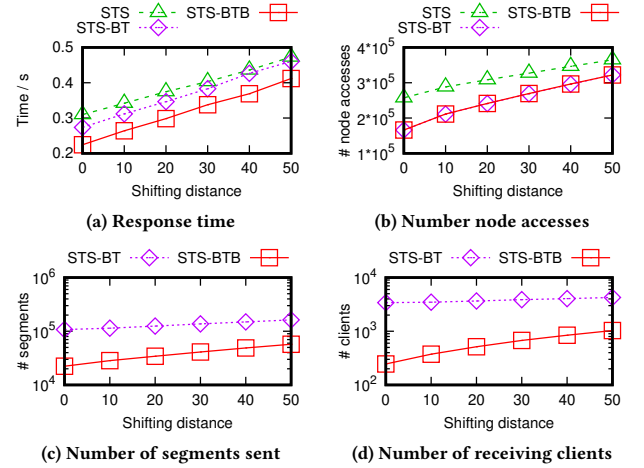 STS STS-BTB STS STS-BTB
STS-BT STS-BT
0.5
0.4
0.3
0.2
Time / s
0 10 20 30 40 50
Shifting distance
(a) Response time
4*10^5
3*10^5
2*10^5
1*10^5
# node accesses
0 10 20 30 40 50
Shifting distance
(b) Number node accesses
STS-BT STS-BTB
10^6
10^5
10^4
# segments
0 10 20 30 40 50
Shifting distance
(c) Number of segments sent
STS-BT STS-BTB
10^4
10^3
10^2
# clients
0 10 20 30 40 50
Shifting distance
(d) Number of receiving clients